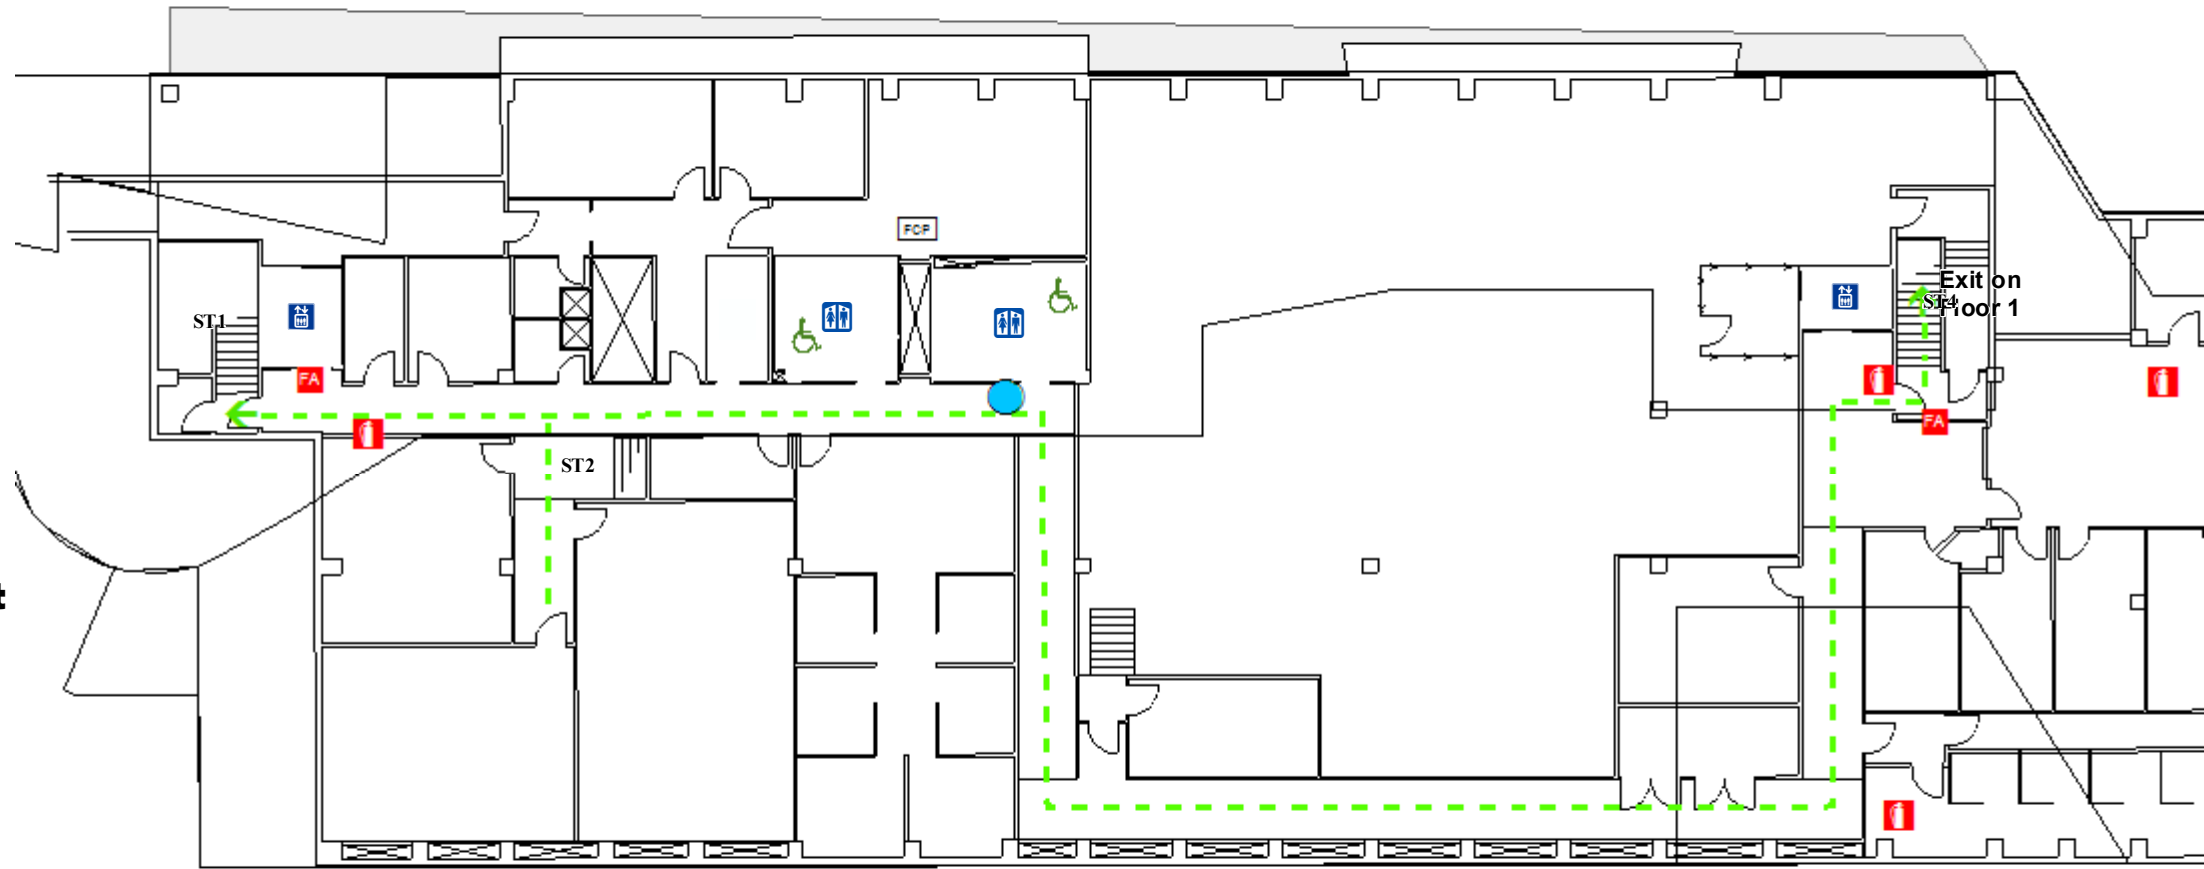 FCP
Exit on
ST4
Floor 1
ST1
FA
FA
ST2
t